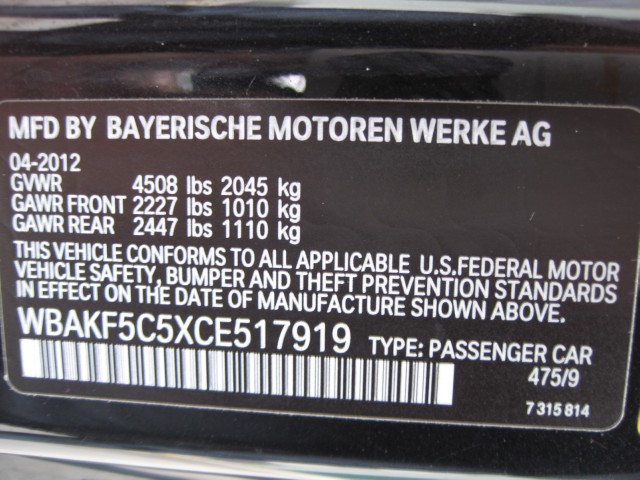 MFD BY BAYERISCHE MOTOREN WERKE AG
04-2012
GVWR 4508 lbs 2045 kg
GAWR FRONT 2227 lbs 1010 kg
GAWR REAR 2447 lbs 1110 kg
THIS VEHICLE CONFORMS TO ALL APPLICABLE U.S.FEDERAL MOTOR
VEHICLE SAFETY, BUMPER AND THEFT PREVENTION STANDARDS
IN EFFECT ON THE DATE OF MANUFACTURE SHOWN ABOVE.
WBAKF5C5XCE517919 TYPE: PASSENGER CAR
475/9
7 315 814